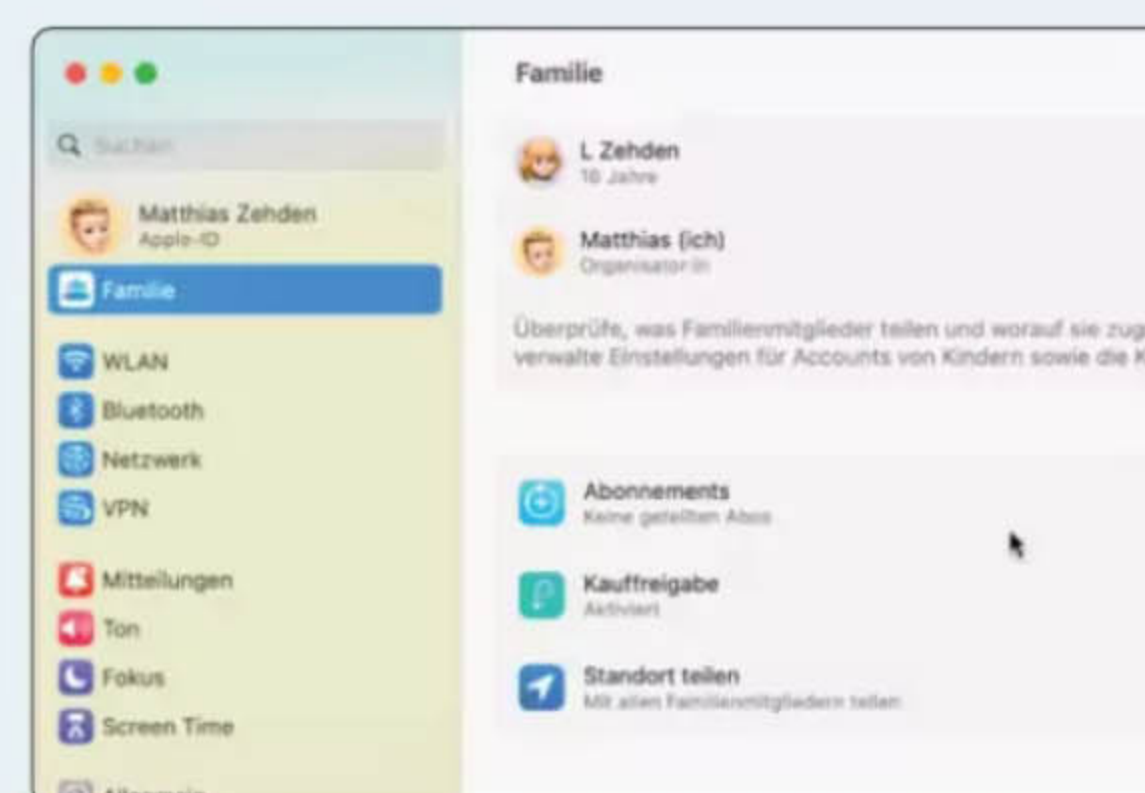 Familie
Suchen
L Zehden
16 Jahre
Matthias Zehden
Apple-ID
Matthias (ich)
Organisator:in
Familie
Überprüfe, was Familienmitglieder teilen und worauf sie
verwalte Einstellungen für Accounts von Kindern sowie die
WLAN
Bluetooth
Netzwerk
VPN
Abonnements
Keine geteilten Abos
Mitteilungen
Kauffreigabe
Aktiviert
Ton
Fokus
Standort teilen
Mit allen Familienmitgliedern teilen
Screen Time